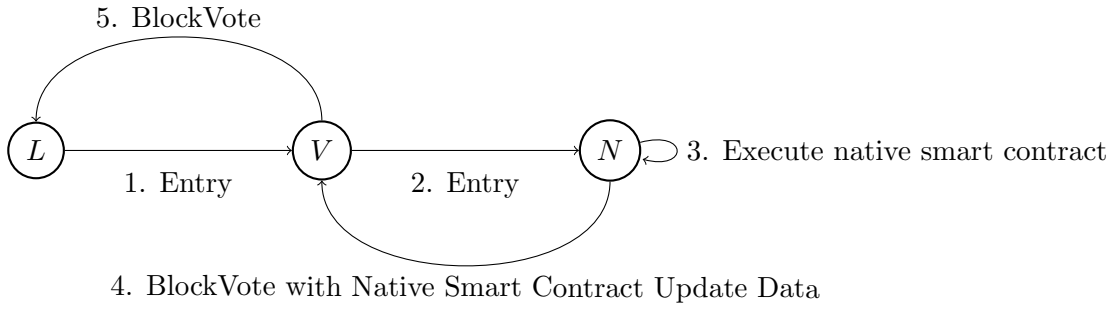 5. BlockVote
L
V
N
3. Execute native smart contract
1. Entry
2. Entry
4. BlockVote with Native Smart Contract Update Data